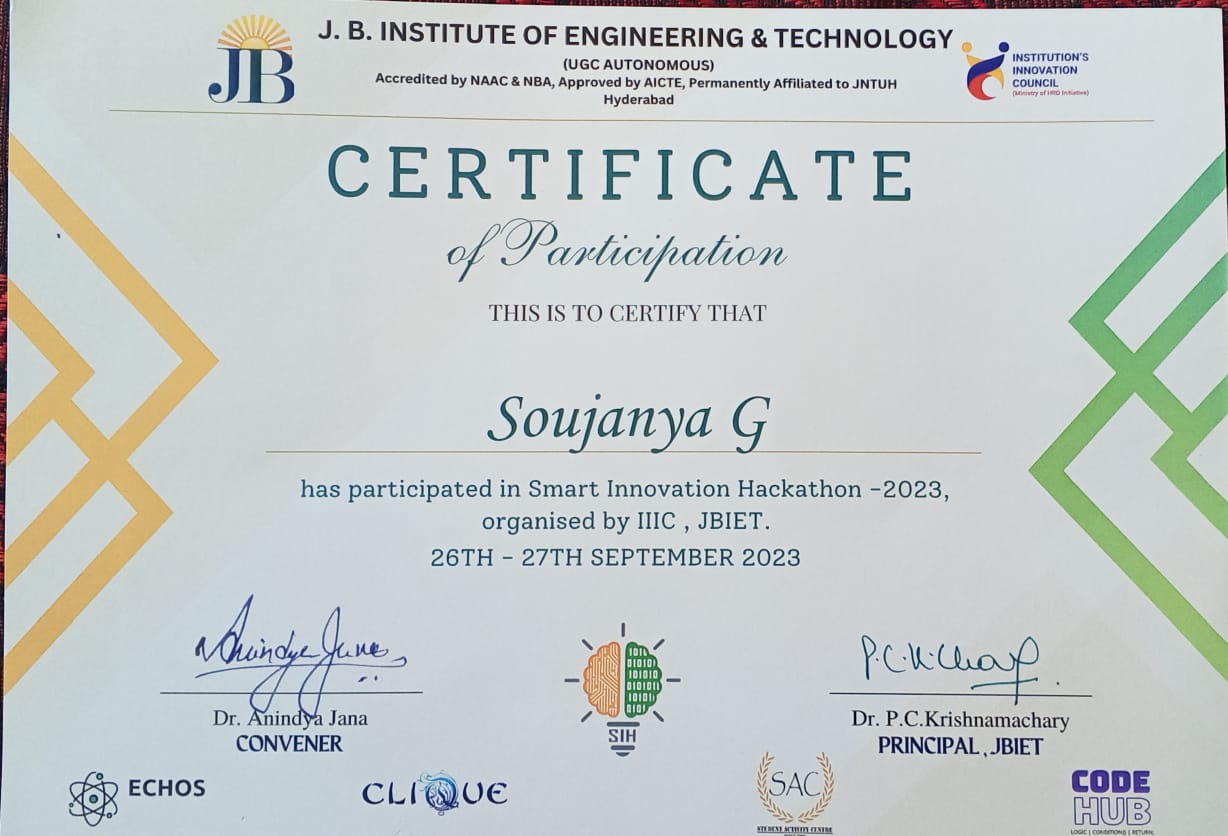 JB
J. B. INSTITUTE OF ENGINEERING & TECHNOLOGY
(UGC AUTONOMOUS)
Accredited by NAAC & NBA, Approved by AICTE, Permanently Affiliated to JNTUH
Hyderabad
INSTITUTION'S
INNOVATION
COUNCIL
(Ministry of HRD Initiative)
CERTIFICATE
of Participation
THIS IS TO CERTIFY THAT
Soujanya G
has participated in Smart Innovation Hackathon -2023,
organised by IIIC , JBIET.
26TH - 27TH SEPTEMBER 2023
Anindya Jana
P.C.K.Chary
Dr. Anindya Jana
CONVENER
SIH
Dr. P.C.Krishnamachary
PRINCIPAL, JBIET
ECHOS
CLIQUE
SAC
STUDENT ACTIVITY CENTRE
CODE
HUB
LOGIC | CONDITIONS | RETURN